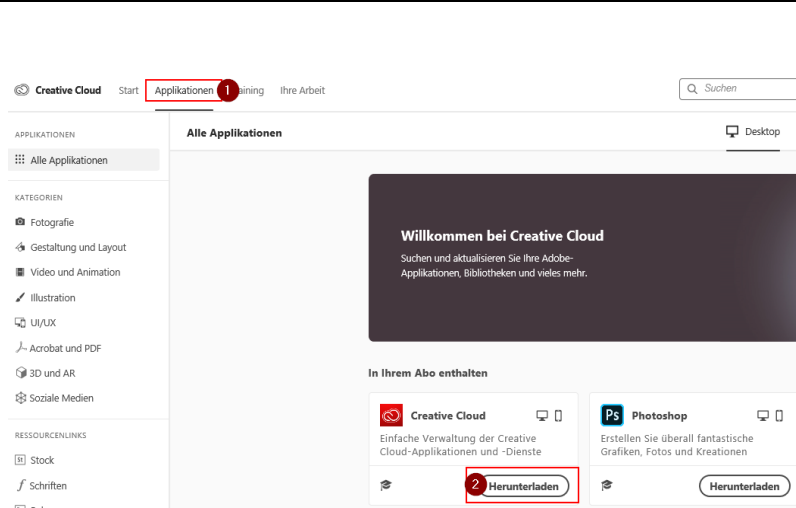 Creative Cloud Start Applikationen 1 aining Ihre Arbeit Suchen
APPLIKATIONEN
Alle Applikationen
KATEGORIEN
Fotografie
Gestaltung und Layout
Video und Animation
Illustration
UI/UX
Acrobat und PDF
3D und AR
Soziale Medien
RESSOURCENLINKS
St Stock
Schriften
Alle Applikationen Desktop
Willkommen bei Creative Cloud
Suchen und aktualisieren Sie Ihre Adobe-
Applikationen, Bibliotheken und vieles mehr.
In Ihrem Abo enthalten
Creative Cloud
Einfache Verwaltung der Creative
Cloud-Applikationen und -Dienste
2 Herunterladen
Ps Photoshop
Erstellen Sie überall fantastische
Grafiken, Fotos und Kreationen
Herunterladen